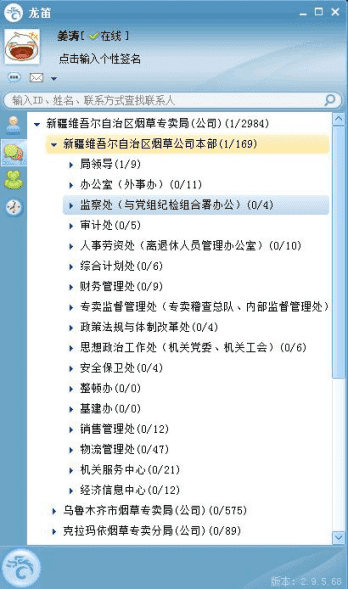 龙笛
姜涛[ 在线 ]
点击输入个性签名
输入ID、姓名、联系方式查找联系人
新疆维吾尔自治区烟草专卖局(公司)(1/2984)
新疆维吾尔自治区烟草公司本部(1/169)
局领导(1/9)
办公室（外事办）(0/11)
监察处（与党组纪检组合署办公）(0/4)
审计处(0/5)
人事劳资处（离退休人员管理办公室）(0/10)
综合计划处(0/6)
财务管理处(0/9)
专卖监督管理处（专卖稽查总队、内部监督管理处）
政策法规与体制改革处(0/4)
思想政治工作处（机关党委、机关工会）(0/6)
安全保卫处(0/4)
整顿办(0/0)
基建办(0/0)
销售管理处(0/12)
物流管理处(0/47)
机关服务中心(0/21)
经济信息中心(0/12)
乌鲁木齐市烟草专卖局(公司)(0/575)
克拉玛依烟草专卖分局(公司)(0/89)
版本: 2.9.5.68